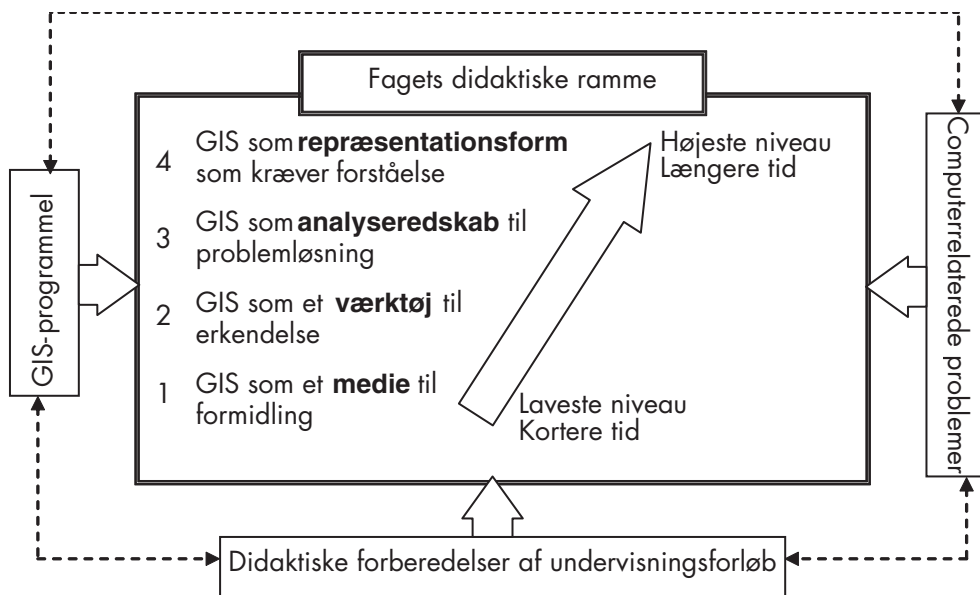 Fagets didaktiske ramme
4 GIS som repræsentationsform
som kræver forståelse
3 GIS som analyseredskab til
problemløsning
2 GIS som et værktøj til
erkendelse
1 GIS som et medie til
formidling
Højeste niveau
Længere tid
Laveste niveau
Kortere tid
GIS-programmel
Computerrelaterede problemer
Didaktiske forberedelser af undervisningsforløb